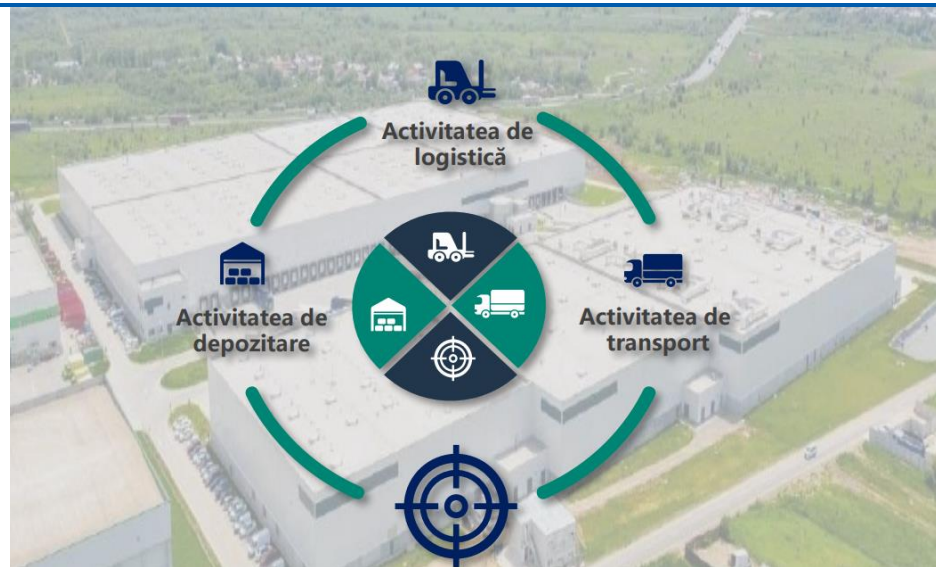 Activitatea de
logistică
Activitatea de
depozitare
Activitatea de
transport